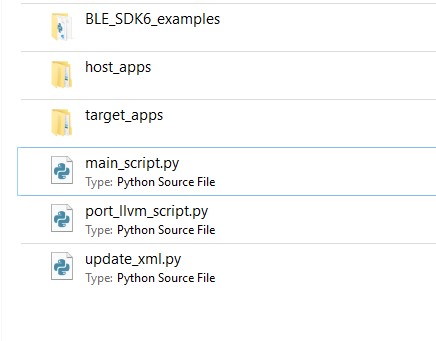 BLE_SDK6_examples
host_apps
target_apps
main_script.py
Type: Python Source File
port_llvm_script.py
Type: Python Source File
update_xml.py
Type: Python Source File